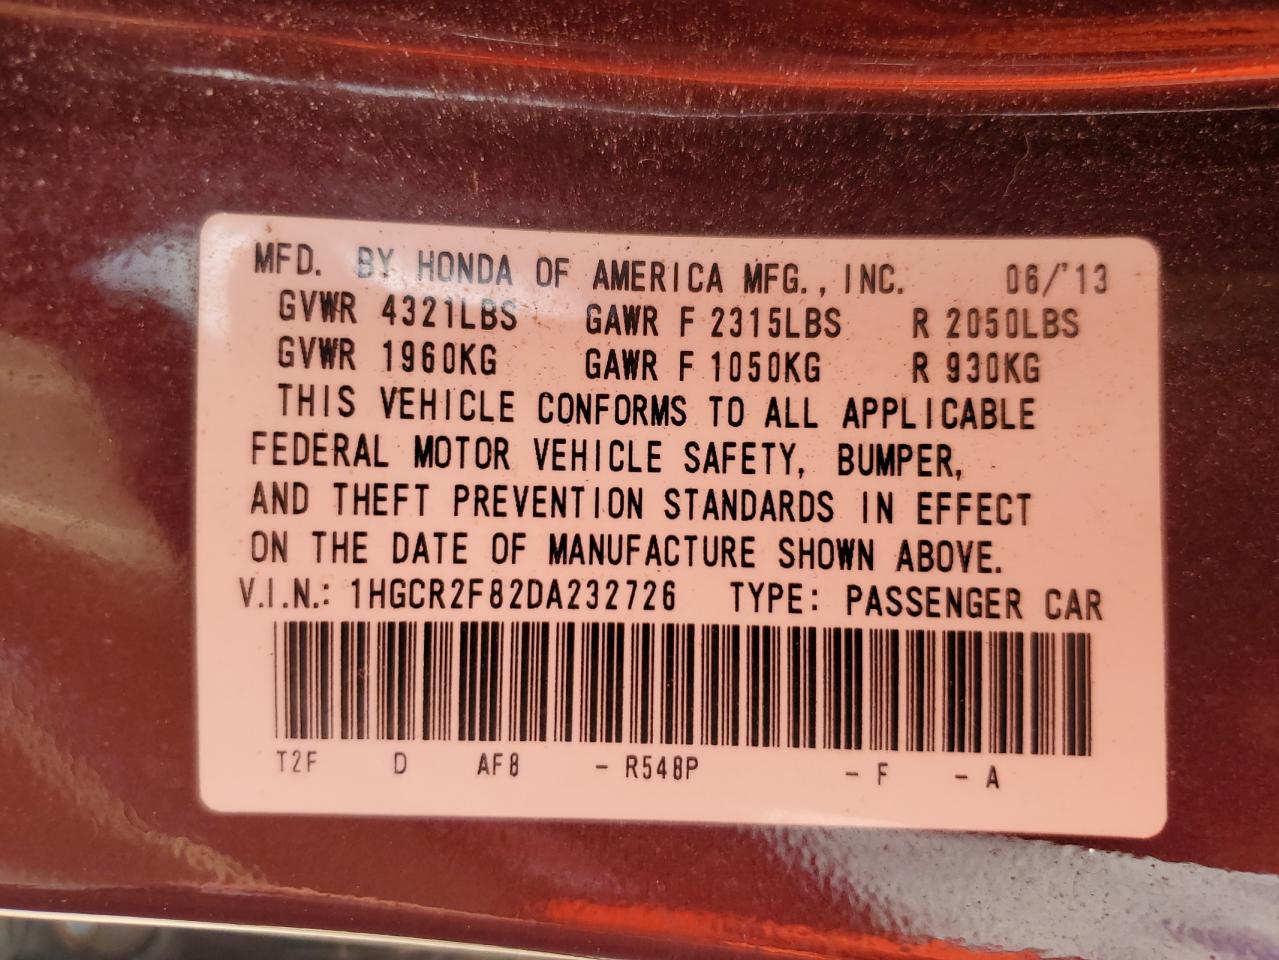 MFD. BY HONDA OF AMERICA MFG., INC. 06/'13
GVWR 4321LBS GAWR F 2315LBS R 2050LBS
GVWR 1960KG GAWR F 1050KG R 930KG
THIS VEHICLE CONFORMS TO ALL APPLICABLE
FEDERAL MOTOR VEHICLE SAFETY, BUMPER,
AND THEFT PREVENTION STANDARDS IN EFFECT
ON THE DATE OF MANUFACTURE SHOWN ABOVE.
V.I.N.: 1HGCR2F82DA232726 TYPE: PASSENGER CAR
T2F D AF8 - R548P - F - A